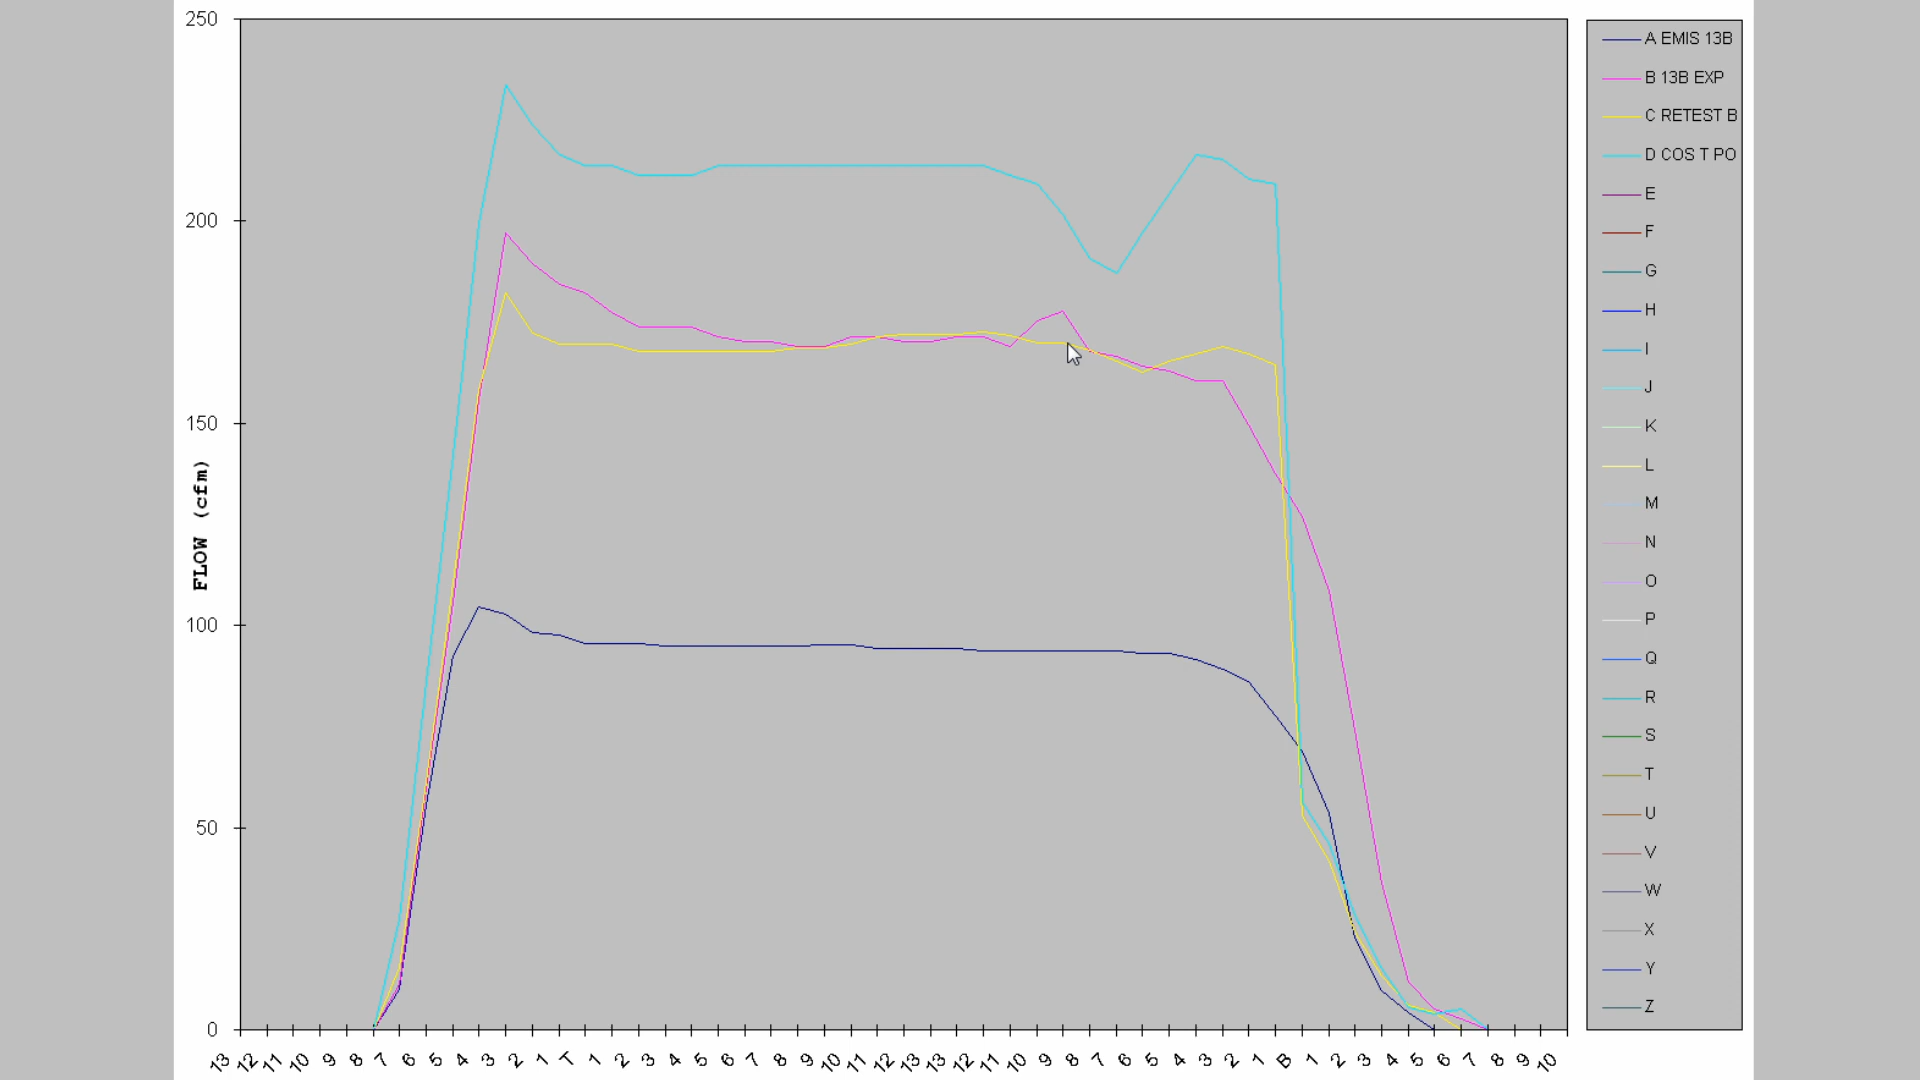 250
200
150
100
50
0
FLOW (cfm)
13 12 11 10 9 8 7 6 5 4 3 2 1 T 1 2 3 4 5 6 7 8 9 10 11 12 13 13 12 11 10 9 8 7 6 5 4 3 2 1 B 1 2 3 4 5 6 7 8 9 10
A EMIS 13B
B 13B EXP
C RETEST B
D COS T PO
E
F
G
H
I
J
K
L
M
N
O
P
Q
R
S
T
U
V
W
X
Y
Z